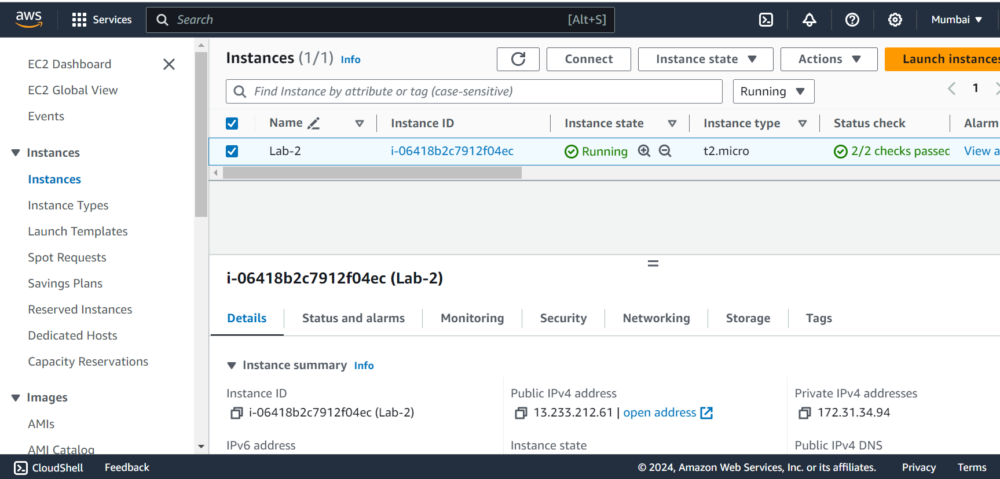 aws Services Search [Alt+S] Mumbai
EC2 Dashboard
EC2 Global View
Events
Instances
Instances
Instance Types
Launch Templates
Spot Requests
Savings Plans
Reserved Instances
Dedicated Hosts
Capacity Reservations
Images
AMIs
AMI Catalog
Instances (1/1) Info
Connect Instance state Actions Launch instances
Find Instance by attribute or tag (case-sensitive) Running 1
Name Instance ID Instance state Instance type Status check Alarm
Lab-2 i-06418b2c7912f04ec Running t2.micro 2/2 checks passec View a
i-06418b2c7912f04ec (Lab-2)
Details Status and alarms Monitoring Security Networking Storage Tags
Instance summary Info
Instance ID Public IPv4 address Private IPv4 addresses
i-06418b2c7912f04ec (Lab-2) 13.233.212.61 | open address 172.31.34.94
IPv6 address Instance state Public IPv4 DNS
CloudShell Feedback © 2024, Amazon Web Services, Inc. or its affiliates. Privacy Terms